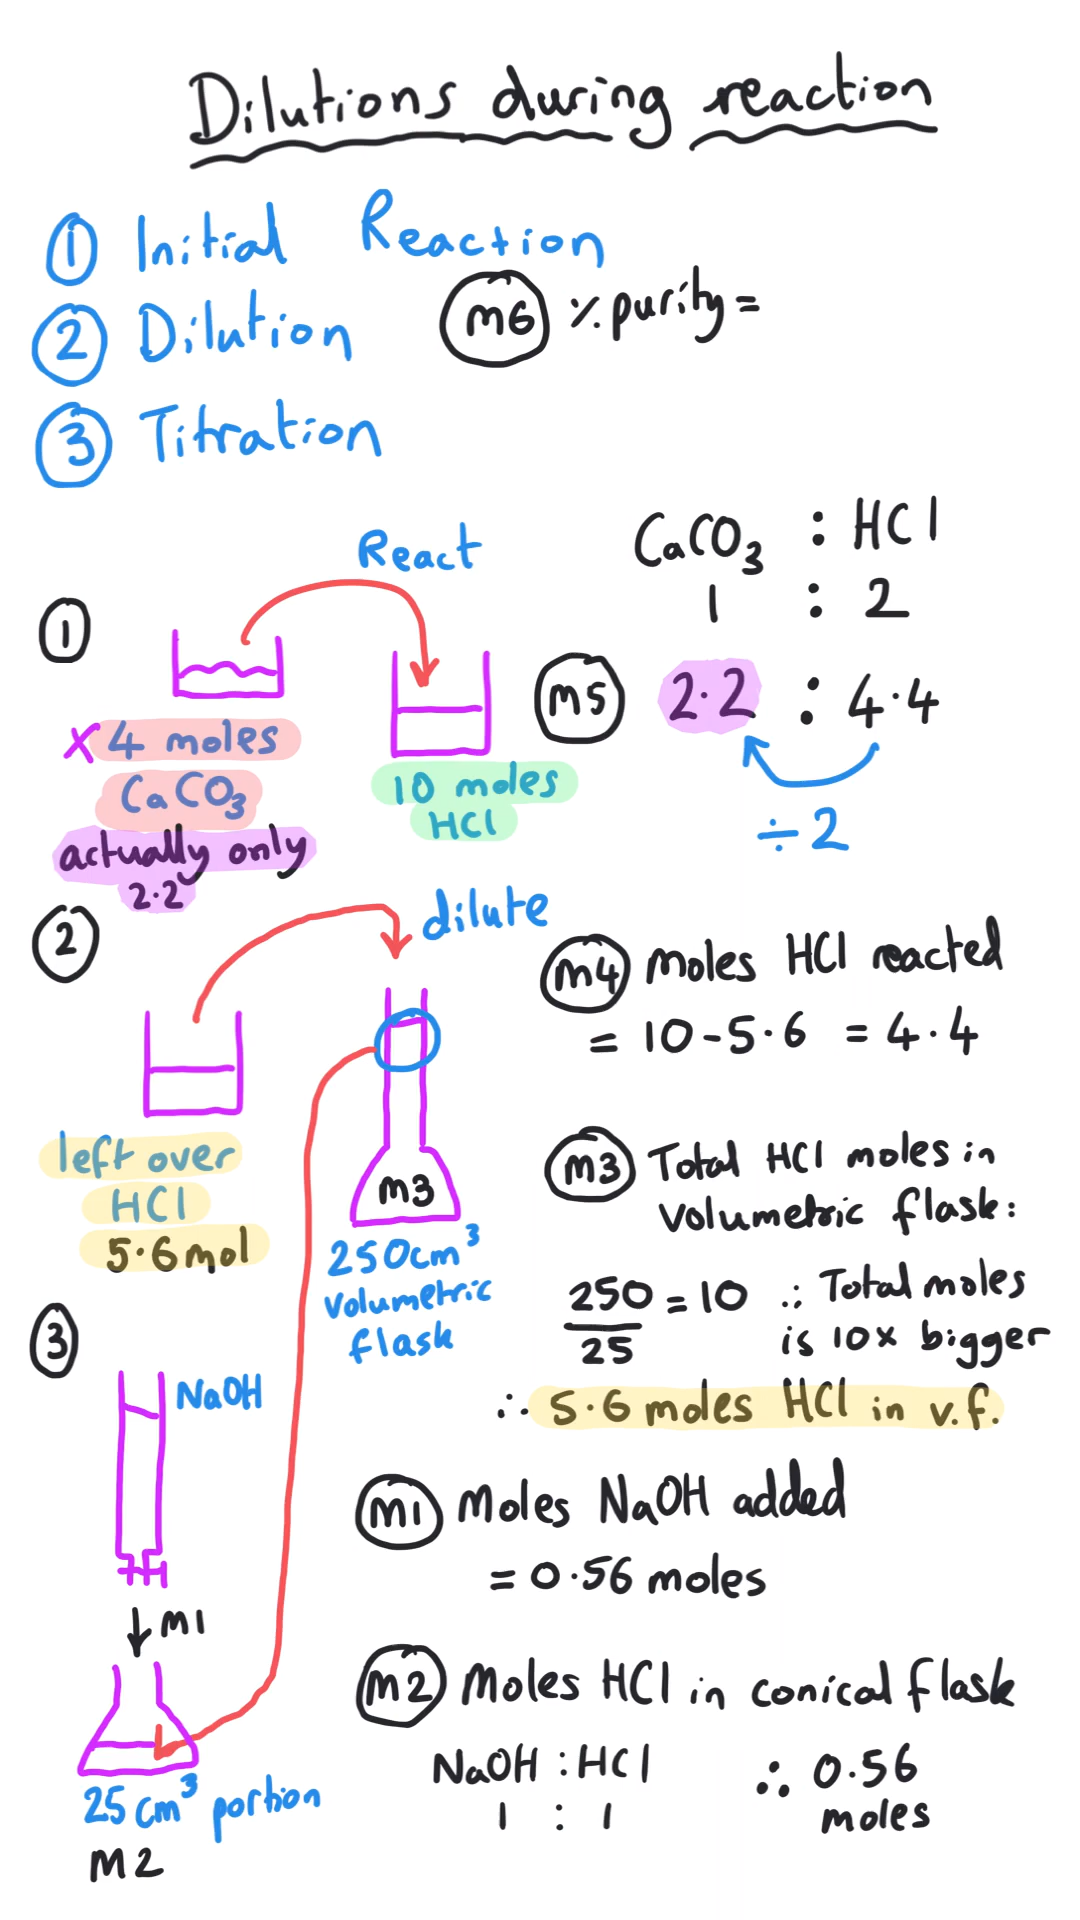 Dilutions during reaction
① Initial Reaction
② Dilution
③ Titration
M6 % purity =
①
React
X 4 moles
CaCO₃
actually only
2.2
10 moles
HCl
CaCO₃ : HCl
1 : 2
M5 2.2 : 4.4
÷2
②
dilute
left over
HCl
5.6 mol
M3
250cm³
volumetric
flask
M4 Moles HCl reacted
= 10 - 5.6 = 4.4
M3 Total HCl moles in
volumetric flask:
250/25 = 10 ∴ Total moles
is 10x bigger
∴ 5.6 moles HCl in v.f.
③
NaOH
↓ M1
25cm³ portion
M2
M1 Moles NaOH added
= 0.56 moles
M2 Moles HCl in conical flask
NaOH : HCl
1 : 1
∴ 0.56
moles